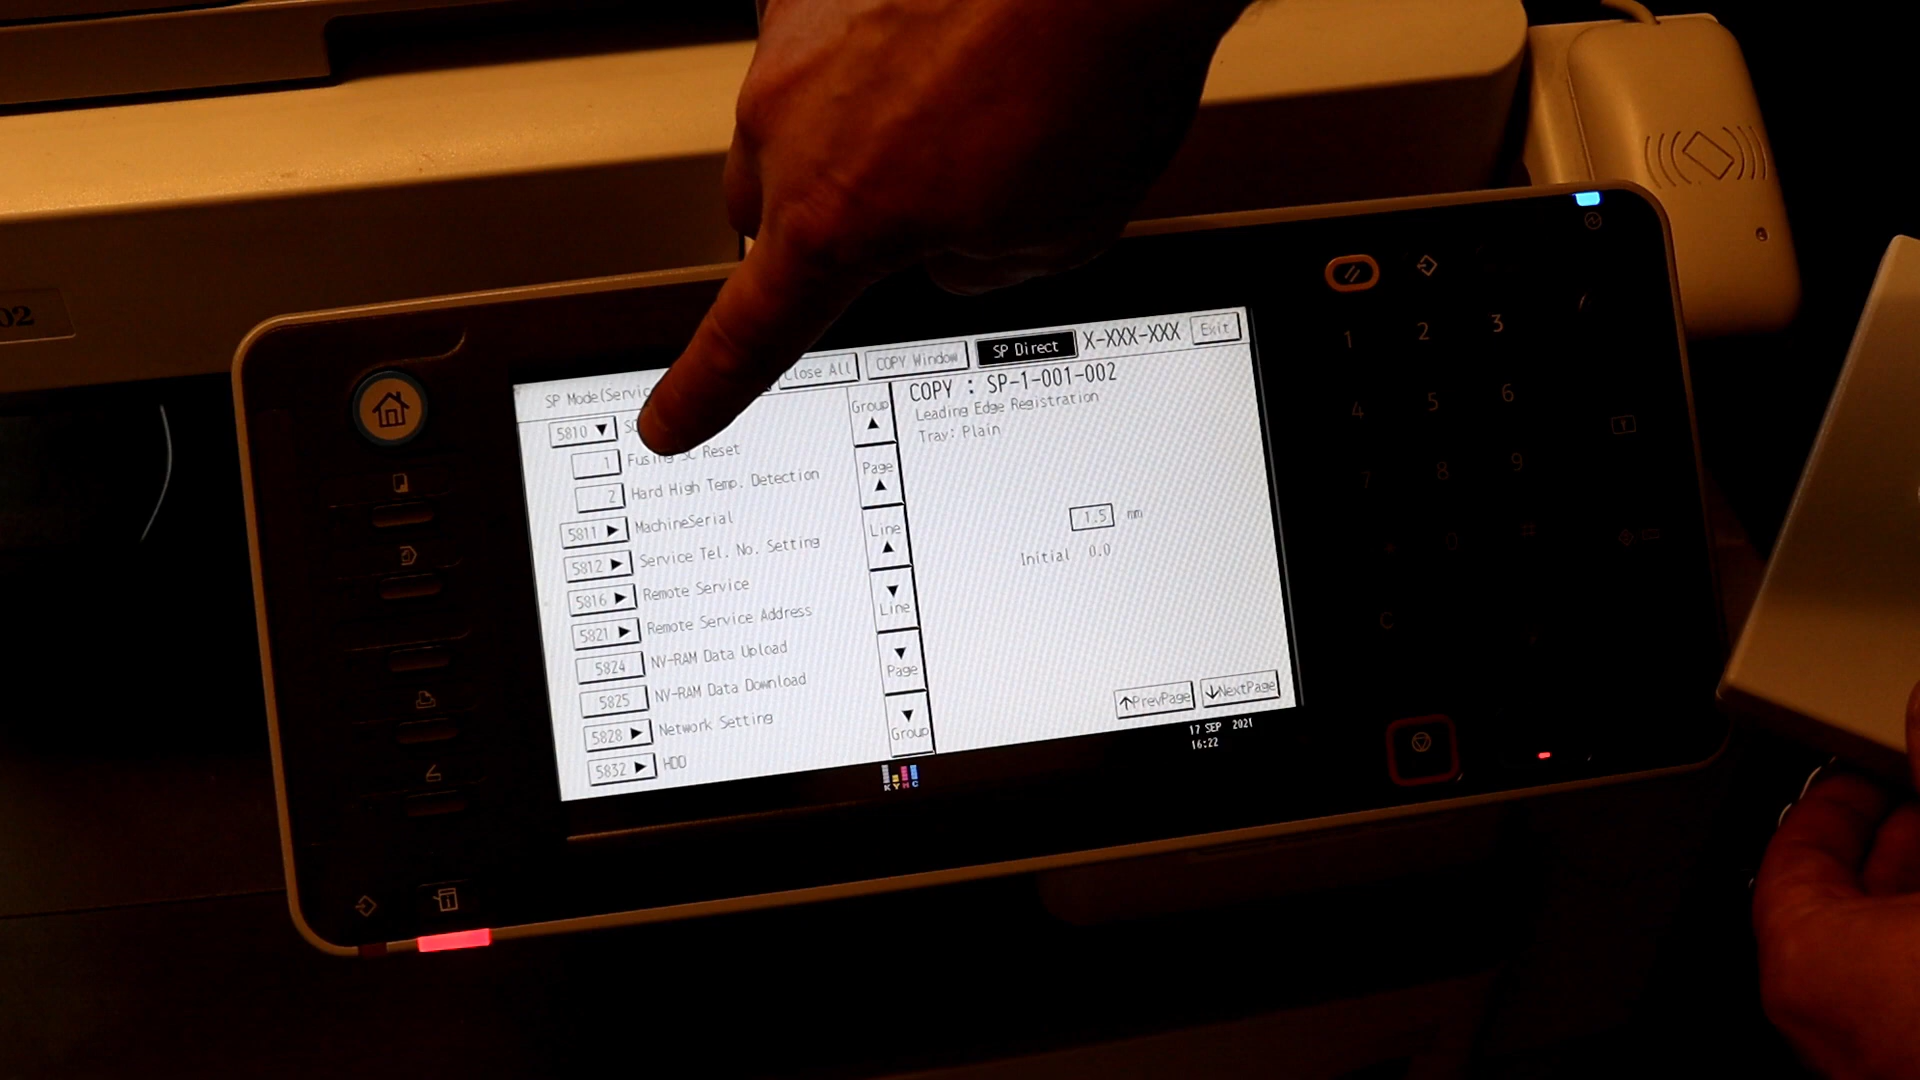 02
SP Mode(Servic
Close All
COPY Window
SP Direct
X-XXX-XXX
Exit
5810 ▼
1 Fusing SC Reset
2 Hard High Temp. Detection
5811 ▶ MachineSerial
5812 ▶ Service Tel. No. Setting
5816 ▶ Remote Service
5821 ▶ Remote Service Address
5824 NV-RAM Data Upload
5825 NV-RAM Data Download
5828 ▶ Network Setting
5832 ▶ HDD
Group ▲
Page ▲
Line ▲
▼ Line
▼ Page
▼ Group
COPY : SP-1-001-002
Leading Edge Registration
Tray: Plain
1.5 mm
Initial 0.0
↑PrevPage ↓NextPage
17 SEP 2021
16:22
K Y M C
1 2 3
4 5 6
7 8 9
0 #
C